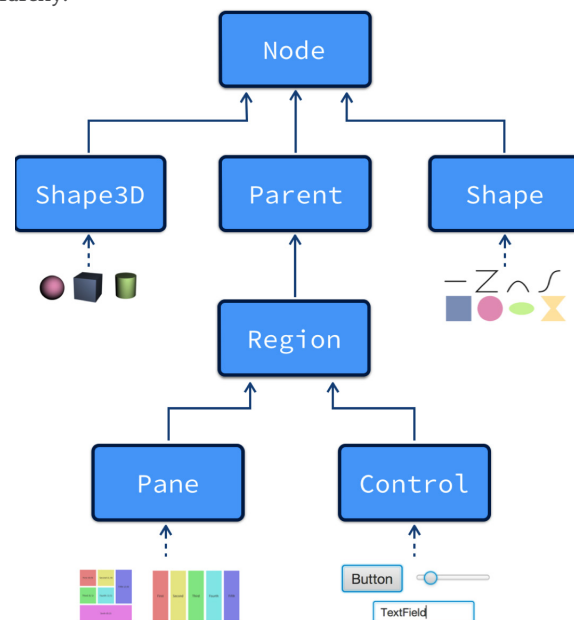 Node
Shape3D
Parent
Shape
Region
Pane
Control
Button
TextField